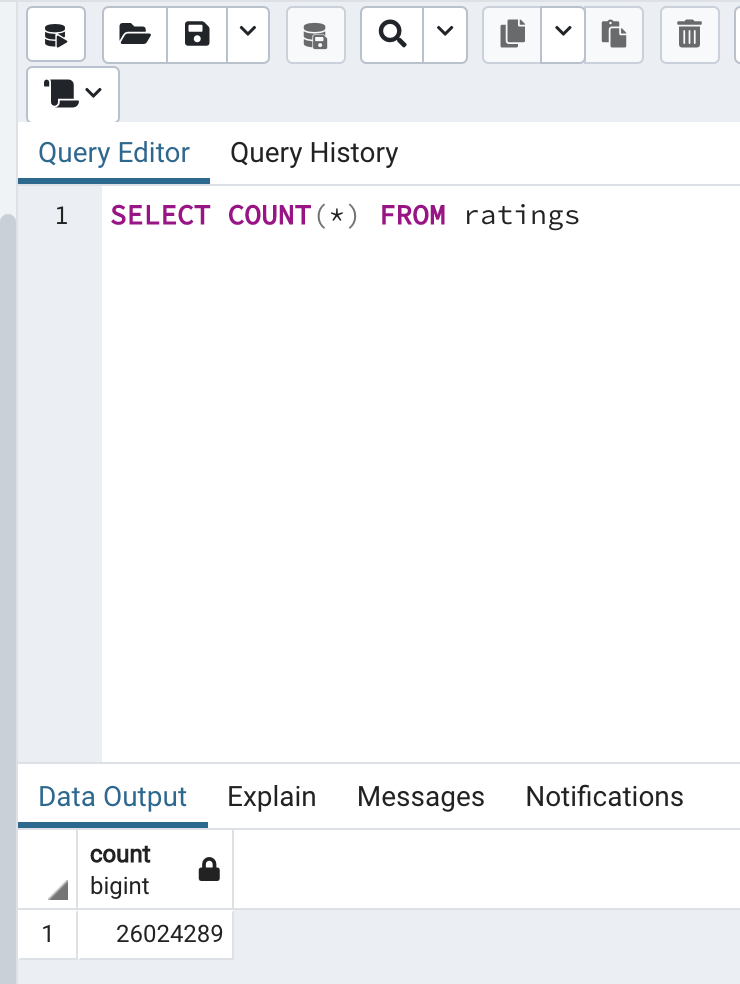 Query Editor Query History
1 SELECT COUNT(*) FROM ratings
Data Output Explain Messages Notifications
count
bigint
1 26024289